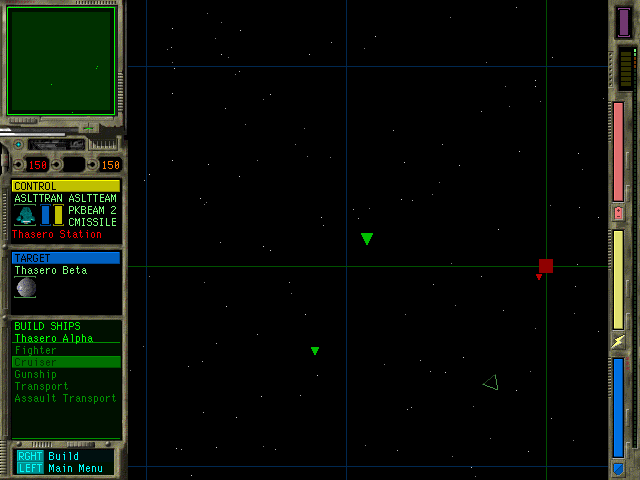 150 150
CONTROL
ASLTTRAN ASLTTEAM
PKBEAM 2
CMISSILE
Thasero Station
TARGET
Thasero Beta
BUILD SHIPS
Thasero Alpha
Fighter
Cruiser
Gunship
Transport
Assault Transport
RGHT Build
LEFT Main Menu